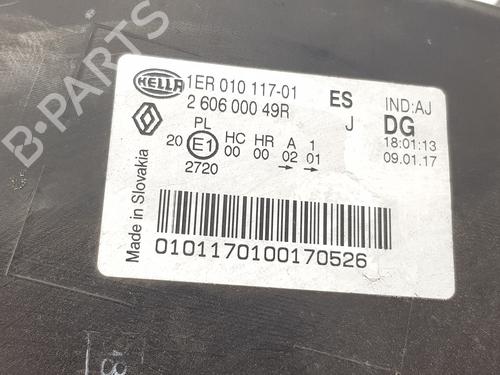 HELLA 1ER 010 117-01 ES IND:AJ
2 606 000 49R J DG
PL 18:01:13
20 E1 HC HR A 1 09.01.17
00 00 02 01
2720
Made in Slovakia
0101170100170526
B-PARTS